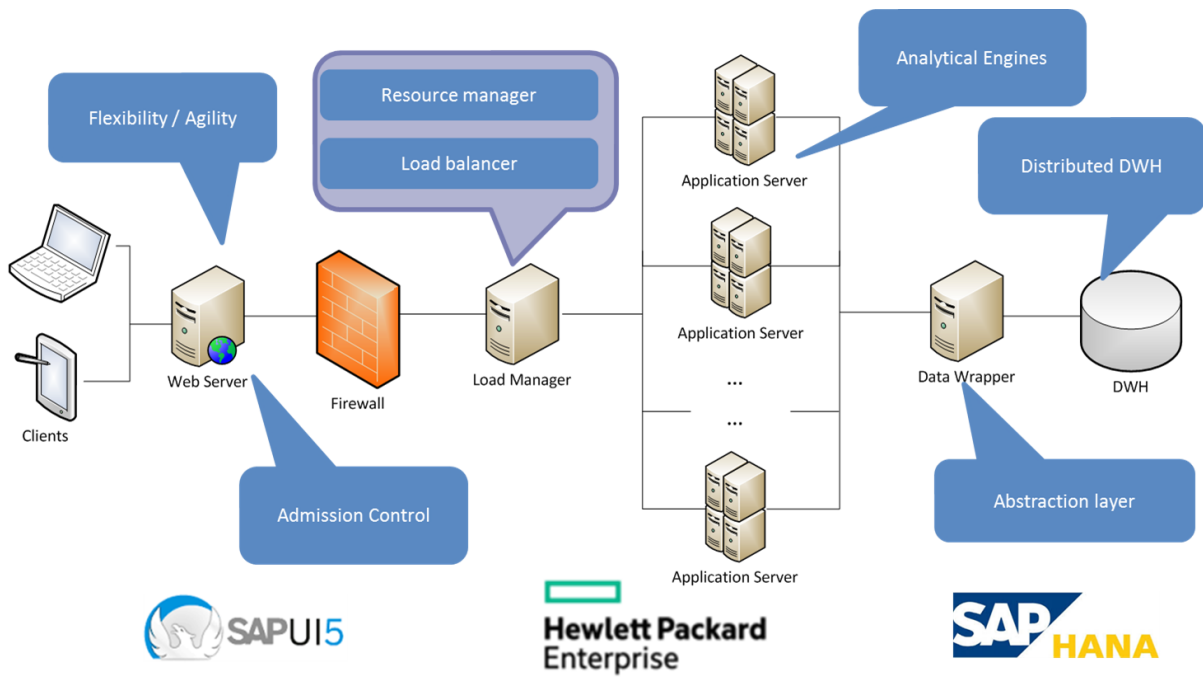 Flexibility / Agility
Resource manager
Load balancer
Analytical Engines
Distributed DWH
Application Server
Application Server
...
...
Application Server
Clients
Web Server
Firewall
Load Manager
Data Wrapper
DWH
Admission Control
Abstraction layer
SAPUI5
Hewlett Packard
Enterprise
SAP
HANA